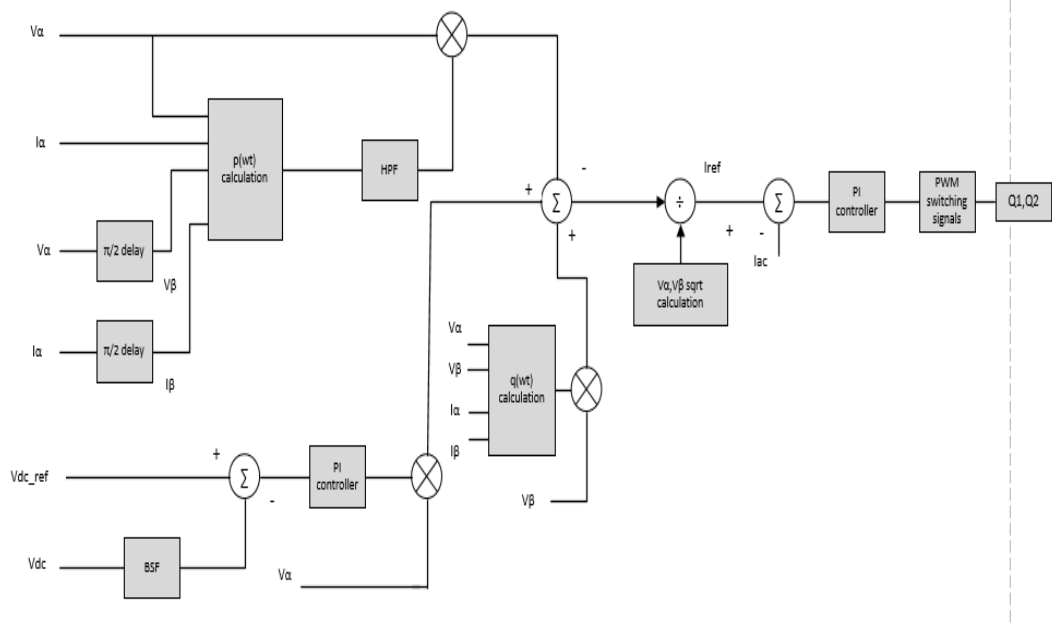 Vα
Iα
p(wt)
calculation
HPF
Vα
π/2 delay
Vβ
Iα
π/2 delay
Iβ
-
+
Σ
+
÷
Iref
+
Σ
-
Iac
PI
controller
PWM
switching
signals
Q1,Q2
Vα,Vβ sqrt
calculation
Vα
Vβ
Iα
Iβ
q(wt)
calculation
Vβ
Vdc_ref
+
Σ
-
PI
controller
Vdc
BSF
Vα